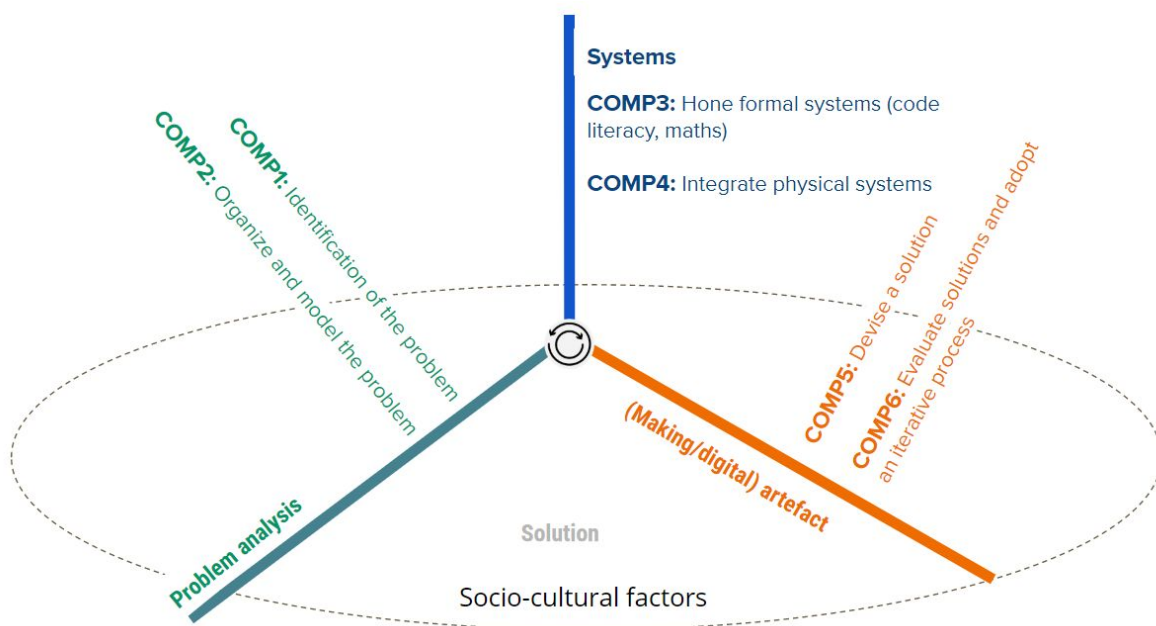 Systems
COMP3: Hone formal systems (code
literacy, maths)
COMP4: Integrate physical systems
COMP1: Identification of the problem
COMP2: Organize and model the problem
Problem analysis
COMP5: Devise a solution
COMP6: Evaluate solutions and adopt
an iterative process
(Making/digital) artefact
Solution
Socio-cultural factors